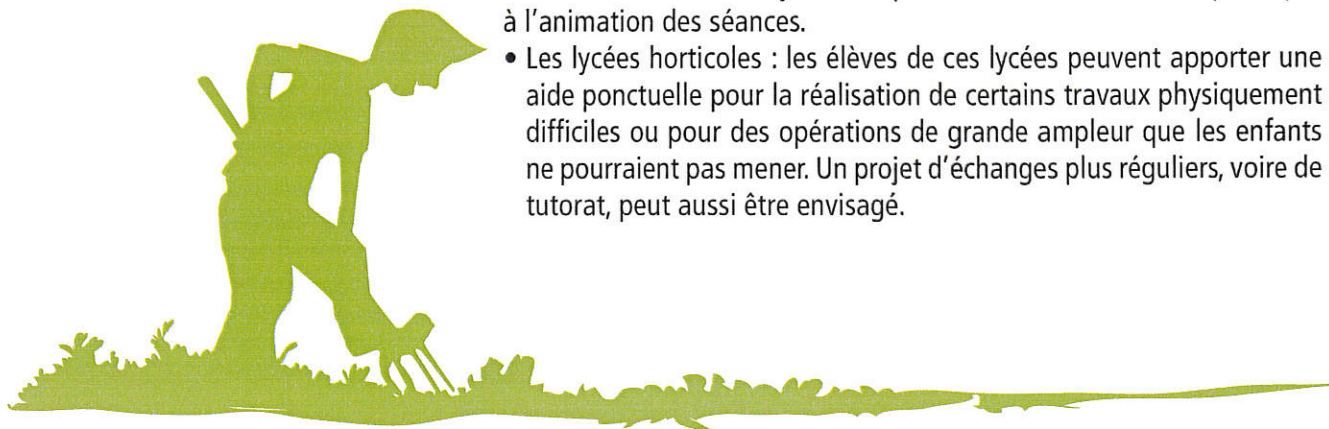 à l'animation des séances.
• Les lycées horticoles : les élèves de ces lycées peuvent apporter une
aide ponctuelle pour la réalisation de certains travaux physiquement
difficiles ou pour des opérations de grande ampleur que les enfants
ne pourraient pas mener. Un projet d'échanges plus réguliers, voire de
tutorat, peut aussi être envisagé.